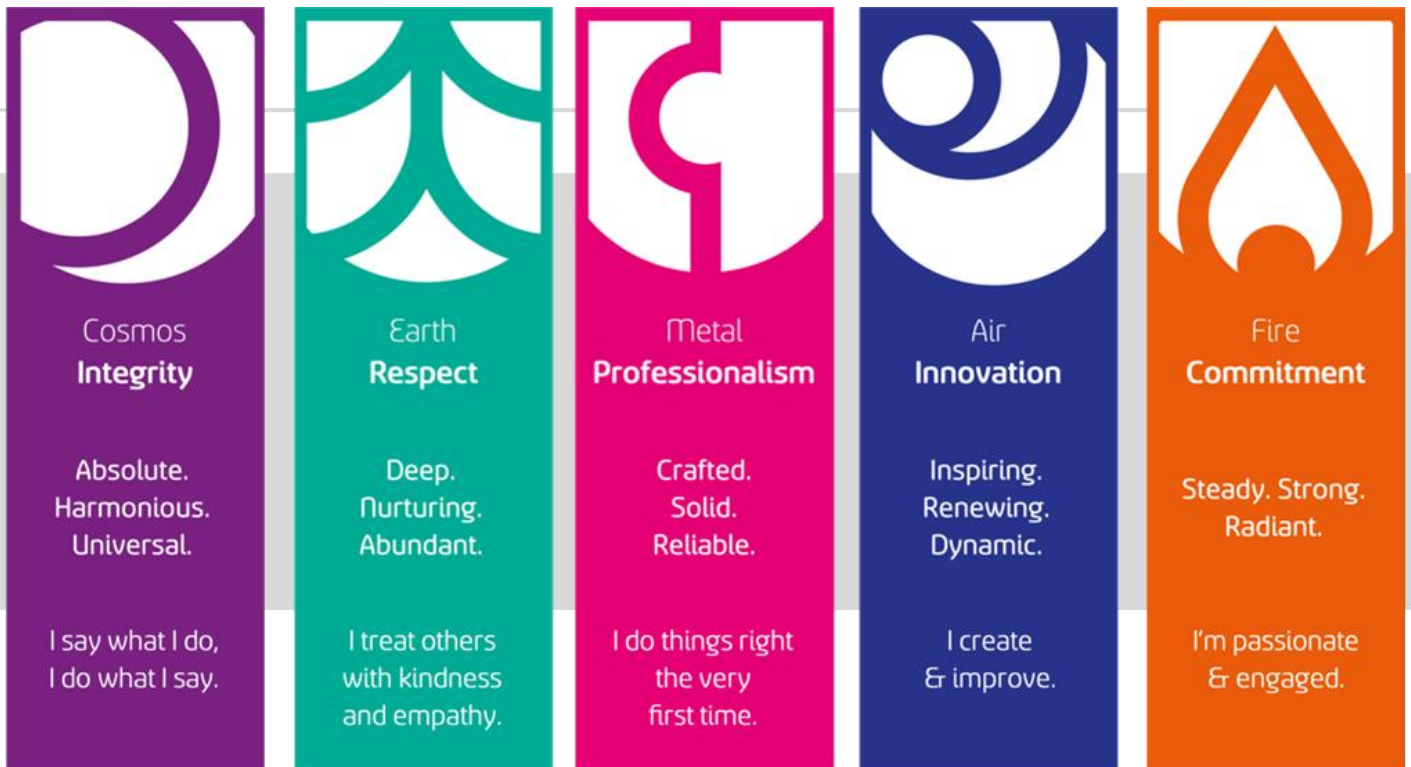 Cosmos
Integrity
Absolute.
Harmonious.
Universal.
I say what I do,
I do what I say.
Earth
Respect
Deep.
Nurturing.
Abundant.
I treat others
with kindness
and empathy.
Metal
Professionalism
Crafted.
Solid.
Reliable.
I do things right
the very
first time.
Air
Innovation
Inspiring.
Renewing.
Dynamic.
I create
& improve.
Fire
Commitment
Steady. Strong.
Radiant.
I'm passionate
& engaged.